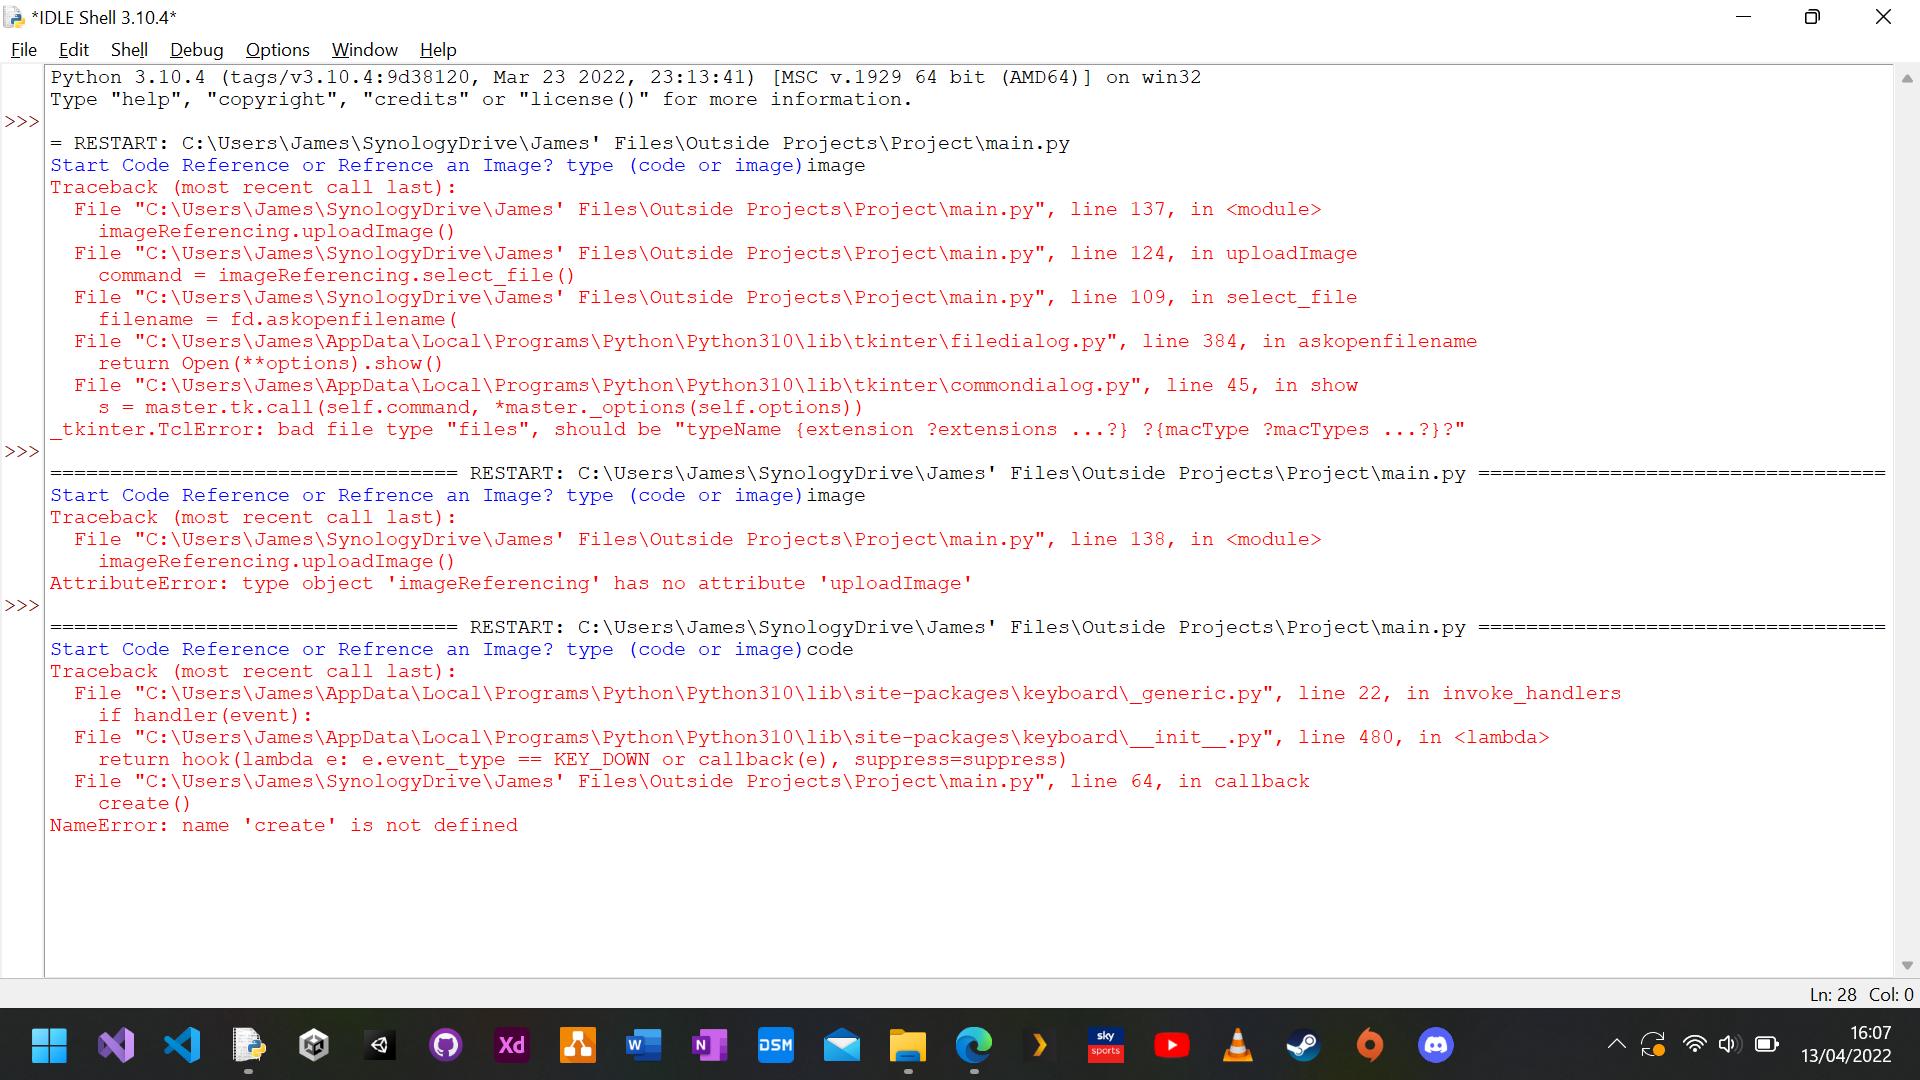 *IDLE Shell 3.10.4*
File Edit Shell Debug Options Window Help
Python 3.10.4 (tags/v3.10.4:9d38120, Mar 23 2022, 23:13:41) [MSC v.1929 64 bit (AMD64)] on win32
Type "help", "copyright", "credits" or "license()" for more information.
>>>
= RESTART: C:\Users\James\SynologyDrive\James' Files\Outside Projects\Project\main.py
Start Code Reference or Refrence an Image? type (code or image)image
Traceback (most recent call last):
  File "C:\Users\James\SynologyDrive\James' Files\Outside Projects\Project\main.py", line 137, in <module>
    imageReferencing.uploadImage()
  File "C:\Users\James\SynologyDrive\James' Files\Outside Projects\Project\main.py", line 124, in uploadImage
    command = imageReferencing.select_file()
  File "C:\Users\James\SynologyDrive\James' Files\Outside Projects\Project\main.py", line 109, in select_file
    filename = fd.askopenfilename(
  File "C:\Users\James\AppData\Local\Programs\Python\Python310\lib\tkinter\filedialog.py", line 384, in askopenfilename
    return Open(**options).show()
  File "C:\Users\James\AppData\Local\Programs\Python\Python310\lib\tkinter\commondialog.py", line 45, in show
    s = master.tk.call(self.command, *master._options(self.options))
_tkinter.TclError: bad file type "files", should be "typeName {extension ?extensions ...?} ?{macType ?macTypes ...?}?"
>>>
================================== RESTART: C:\Users\James\SynologyDrive\James' Files\Outside Projects\Project\main.py ==================================
Start Code Reference or Refrence an Image? type (code or image)image
Traceback (most recent call last):
  File "C:\Users\James\SynologyDrive\James' Files\Outside Projects\Project\main.py", line 138, in <module>
    imageReferencing.uploadImage()
AttributeError: type object 'imageReferencing' has no attribute 'uploadImage'
>>>
================================== RESTART: C:\Users\James\SynologyDrive\James' Files\Outside Projects\Project\main.py ==================================
Start Code Reference or Refrence an Image? type (code or image)code
Traceback (most recent call last):
  File "C:\Users\James\AppData\Local\Programs\Python\Python310\lib\site-packages\keyboard\_generic.py", line 22, in invoke_handlers
    if handler(event):
  File "C:\Users\James\AppData\Local\Programs\Python\Python310\lib\site-packages\keyboard\__init__.py", line 480, in <lambda>
    return hook(lambda e: e.event_type == KEY_DOWN or callback(e), suppress=suppress)
  File "C:\Users\James\SynologyDrive\James' Files\Outside Projects\Project\main.py", line 64, in callback
    create()
NameError: name 'create' is not defined
Ln: 28 Col: 0
Xd W N DSM sky sports
16:07
13/04/2022